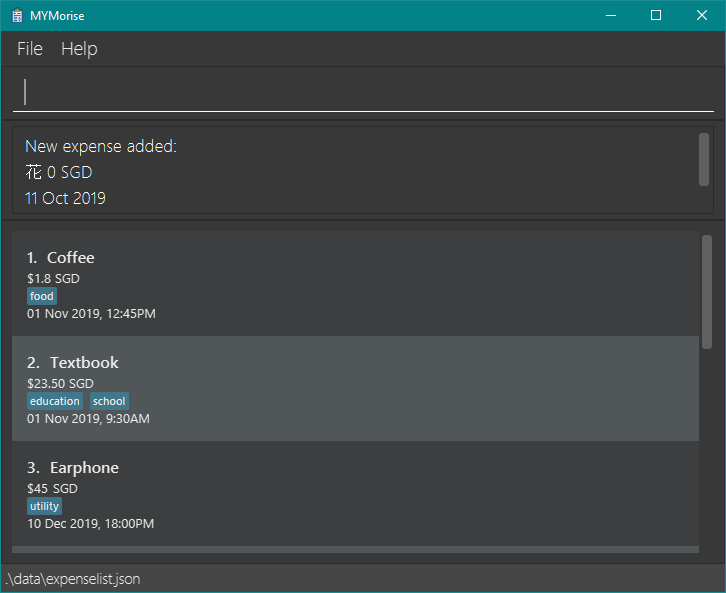 MYMorise
File Help
New expense added:
花 0 SGD
11 Oct 2019
1. Coffee
$1.8 SGD
food
01 Nov 2019, 12:45PM
2. Textbook
$23.50 SGD
education school
01 Nov 2019, 9:30AM
3. Earphone
$45 SGD
utility
10 Dec 2019, 18:00PM
.\data\expenselist.json